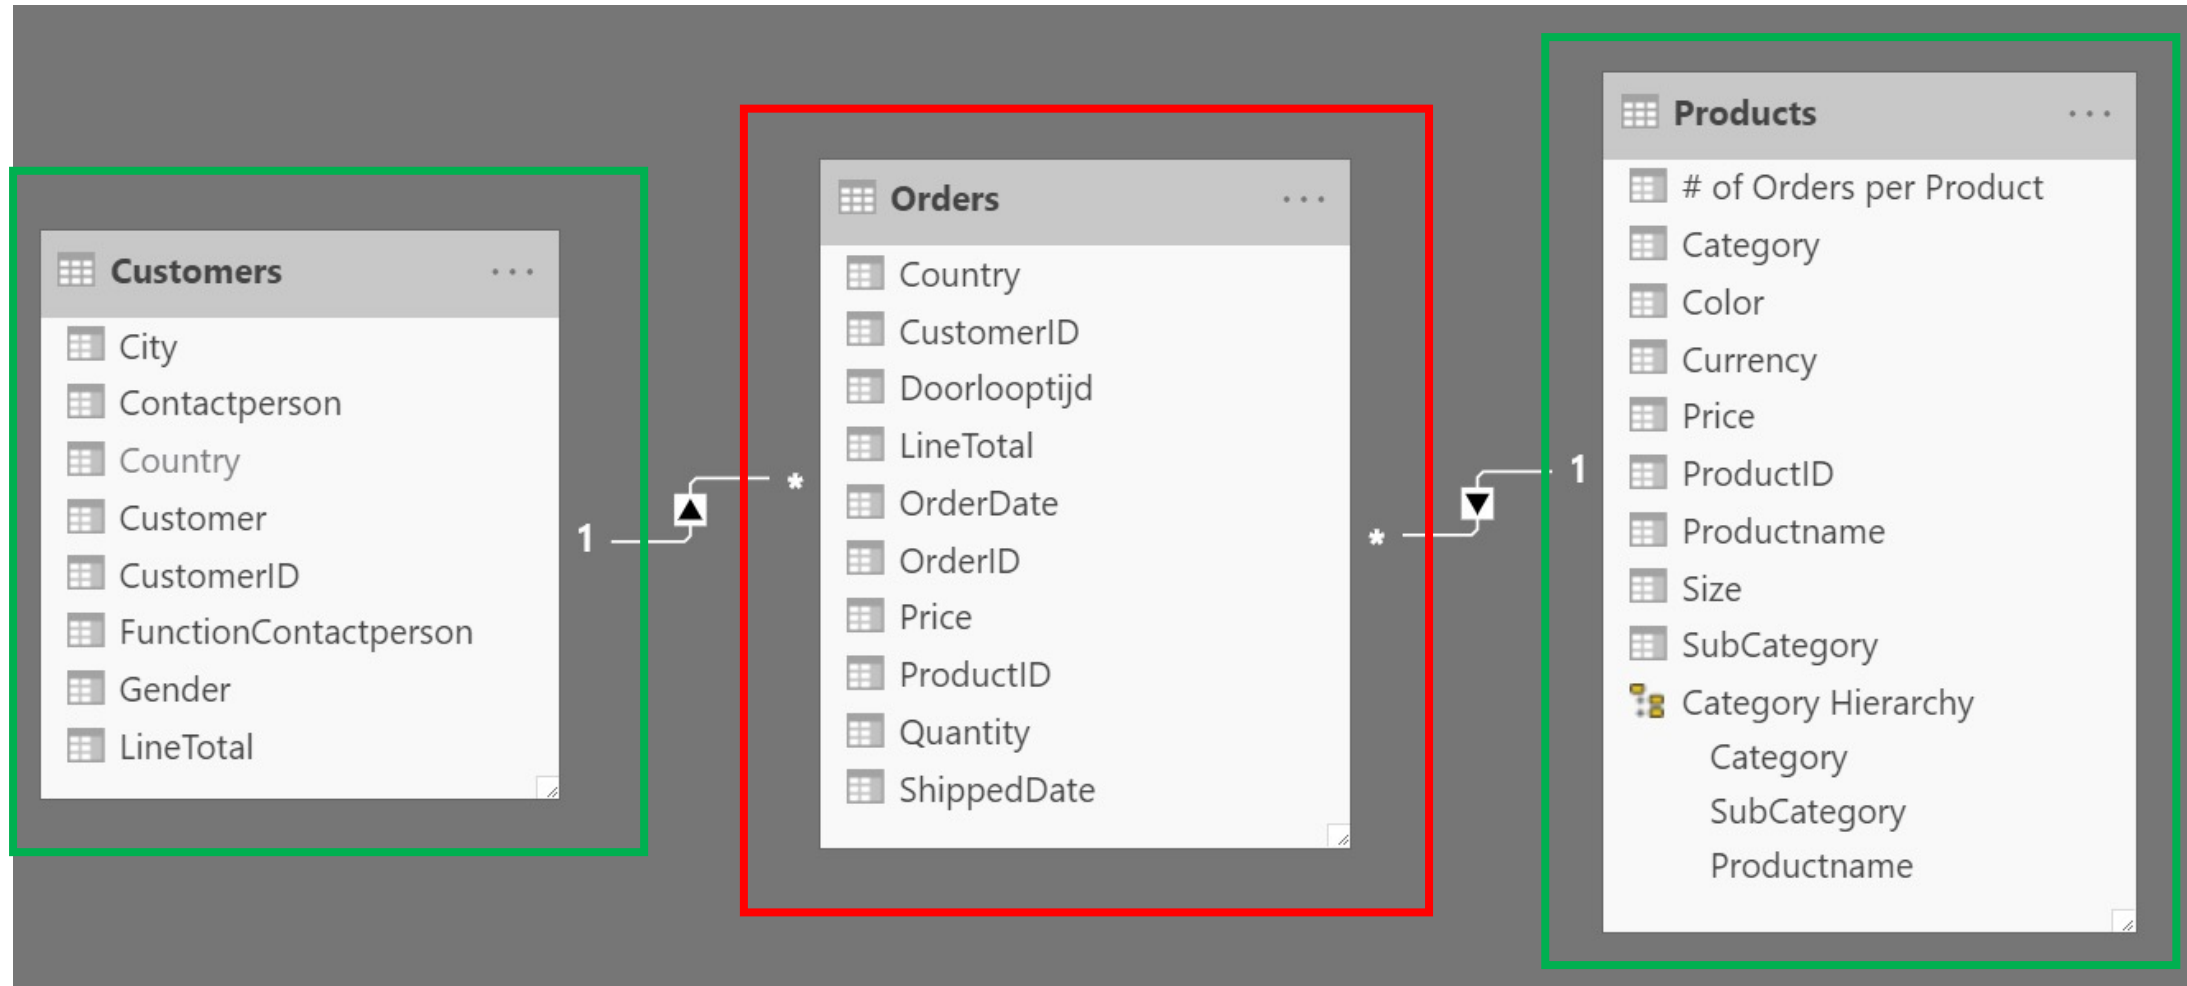 Customers
City
Contactperson
Country
Customer
CustomerID
FunctionContactperson
Gender
LineTotal
1
*
Orders
Country
CustomerID
Doorlooptijd
LineTotal
OrderDate
OrderID
Price
ProductID
Quantity
ShippedDate
*
1
Products
# of Orders per Product
Category
Color
Currency
Price
ProductID
Productname
Size
SubCategory
Category Hierarchy
Category
SubCategory
Productname